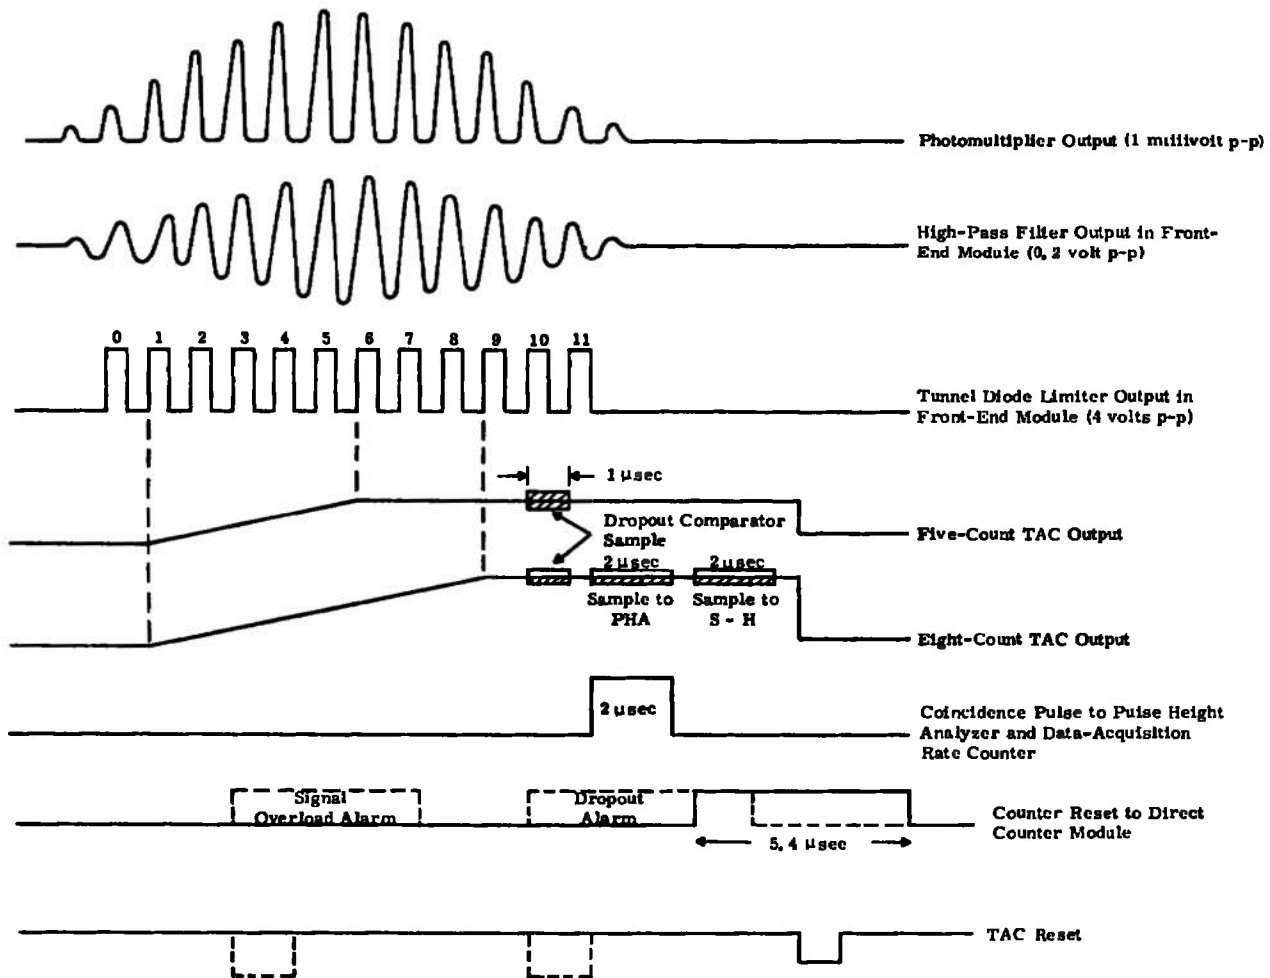 Photomultiplier Output (1 millivolt p-p)
High-Pass Filter Output in Front-
End Module (0.2 volt p-p)
0 1 2 3 4 5 6 7 8 9 10 11
Tunnel Diode Limiter Output in
Front-End Module (4 volts p-p)
1 μsec
Dropout Comparator
Sample
Five-Count TAC Output
2 μsec 2 μsec
Sample to
PHA
Sample to
S - H
Eight-Count TAC Output
2 μsec
Coincidence Pulse to Pulse Height
Analyzer and Data-Acquisition
Rate Counter
Signal
Overload Alarm
Dropout
Alarm
Counter Reset to Direct
Counter Module
5.4 μsec
TAC Reset